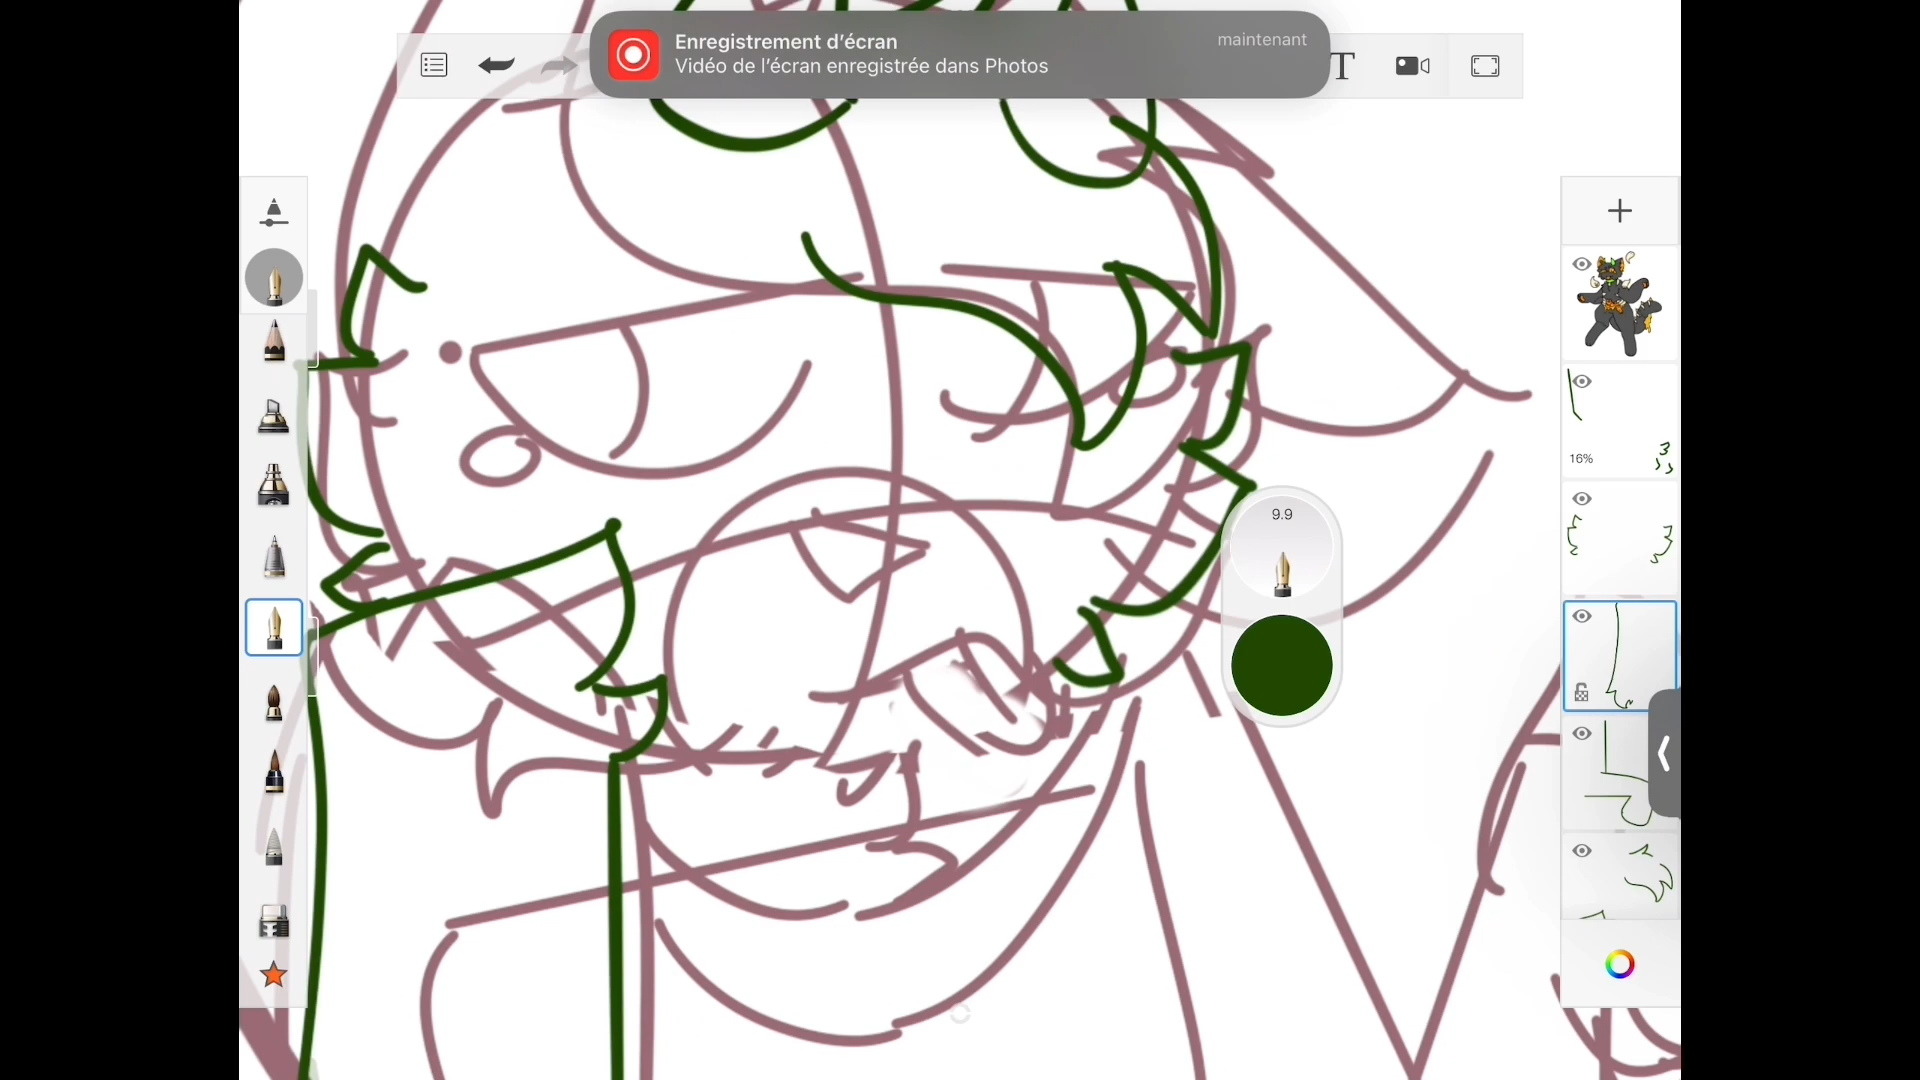 Enregistrement d'écran
maintenant
Vidéo de l'écran enregistrée dans Photos
T
9.9
16%